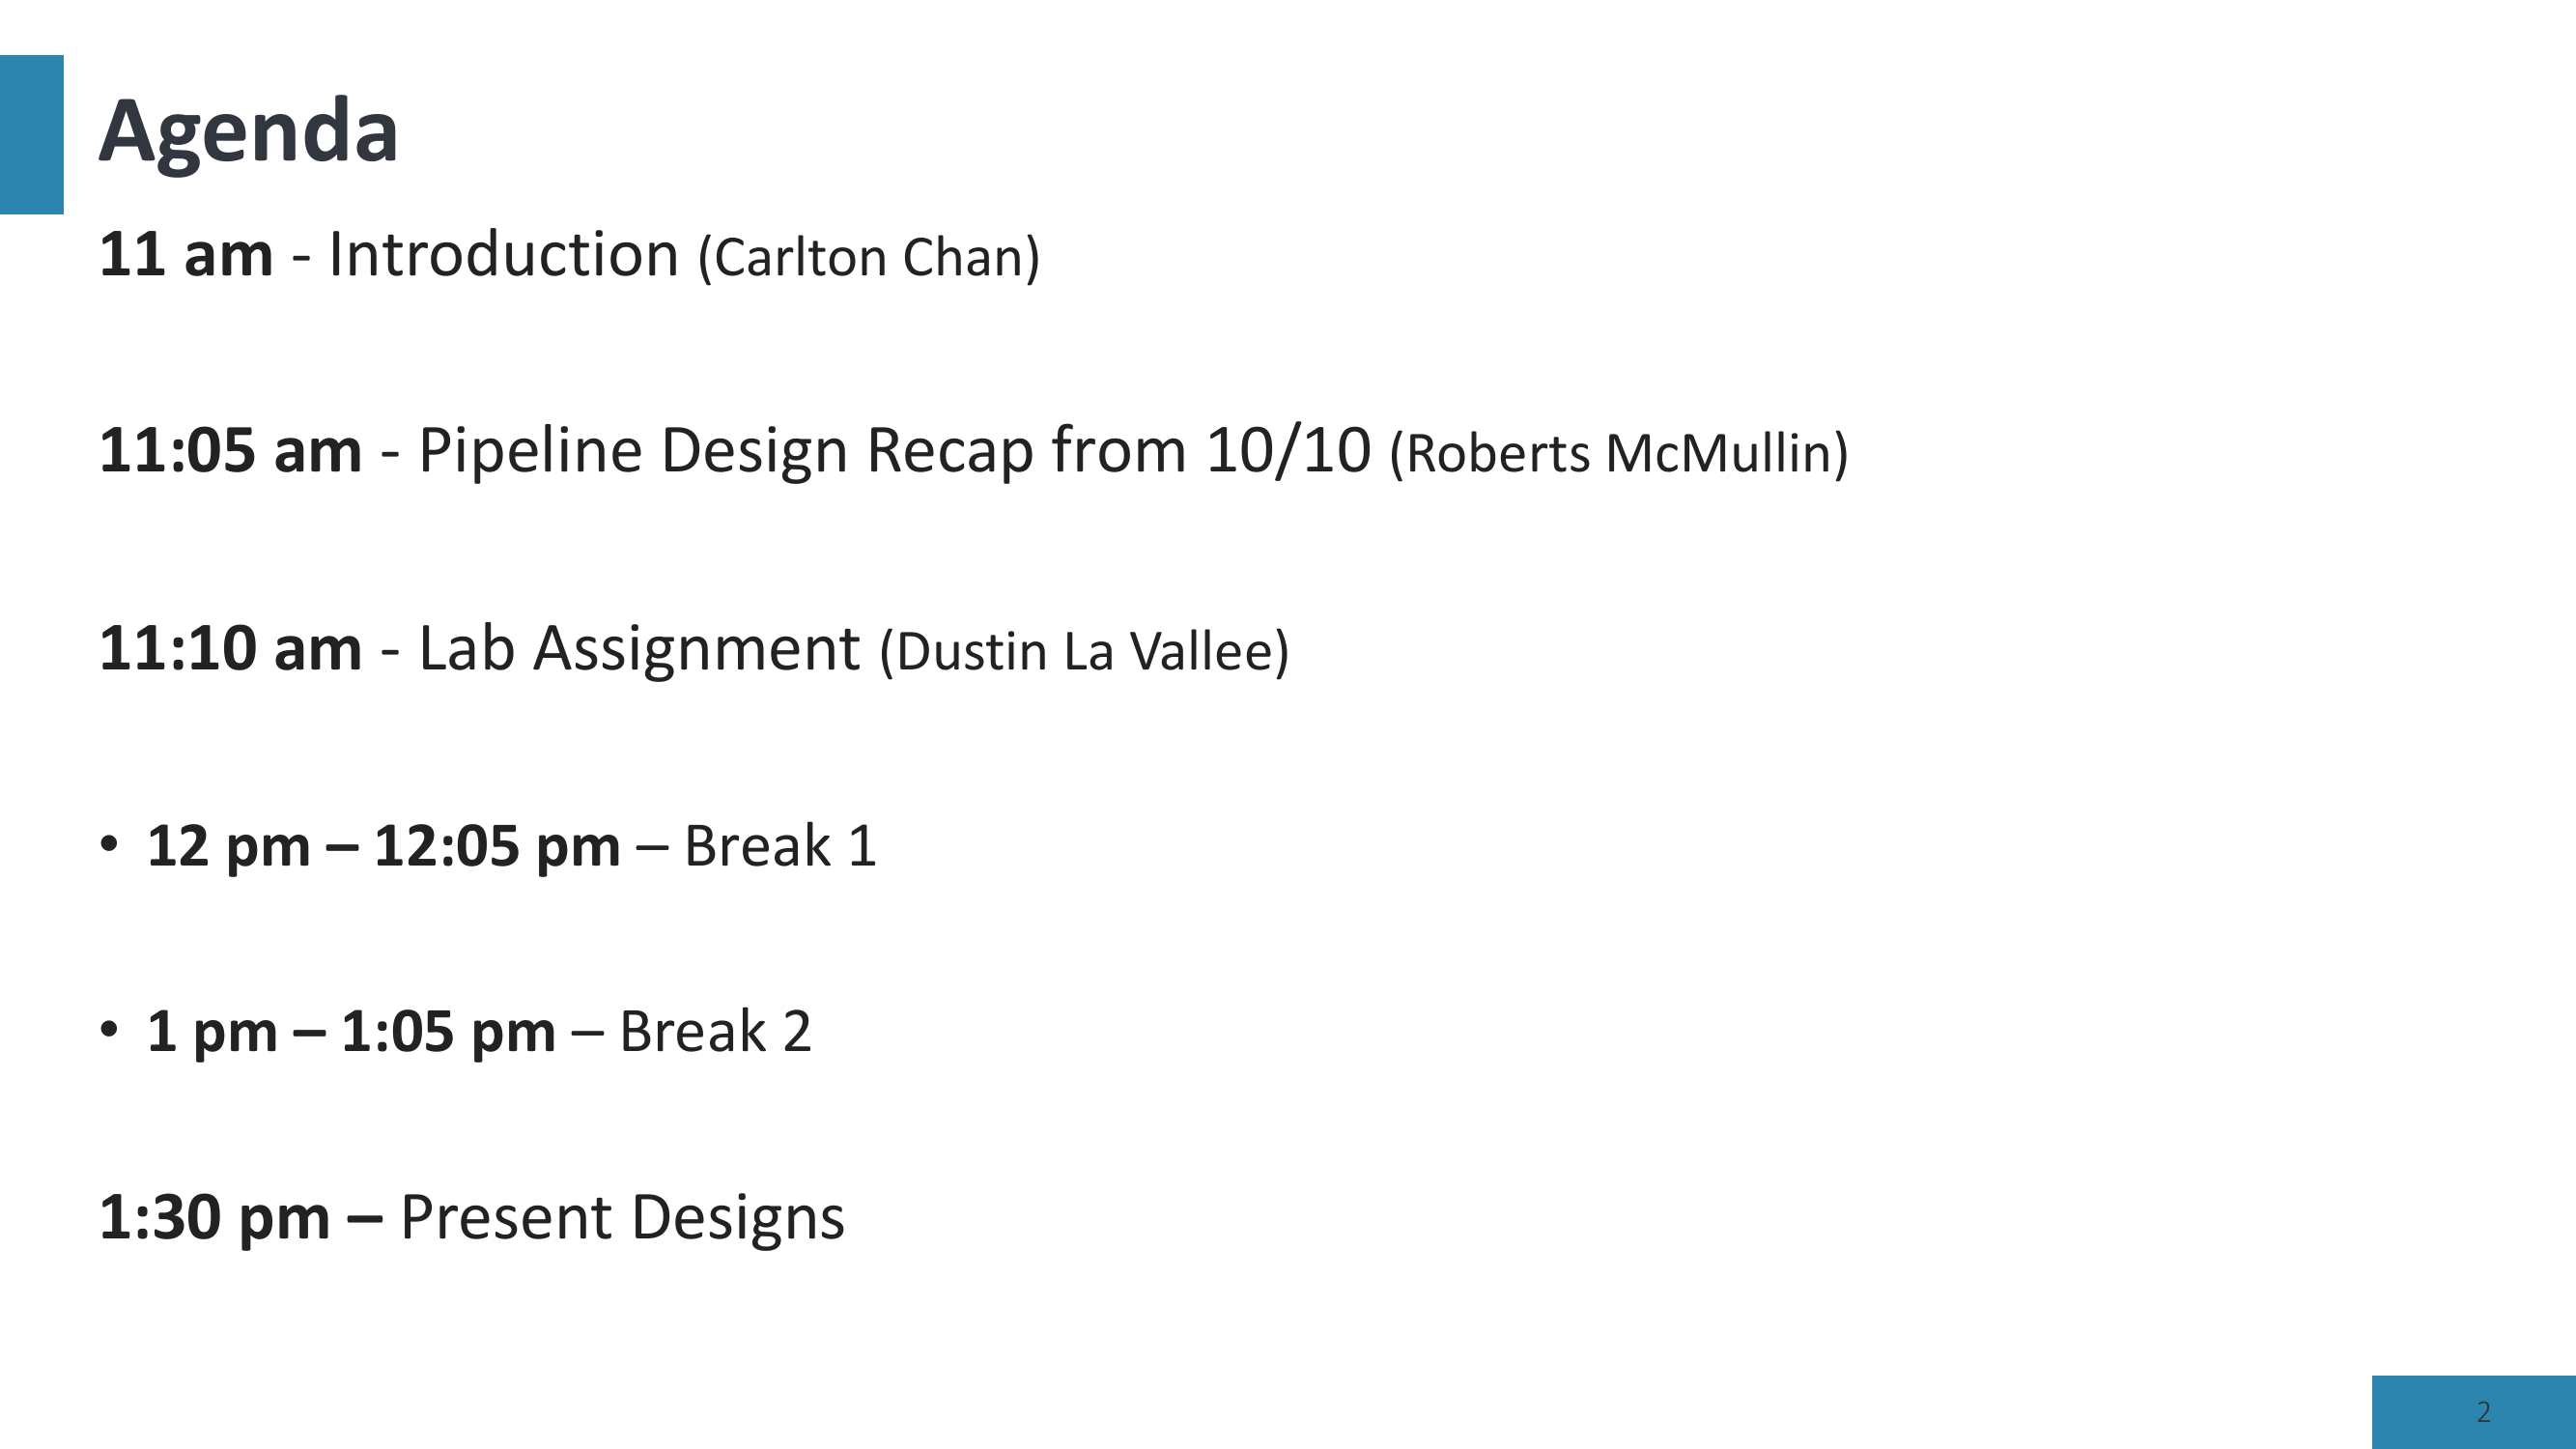 Agenda
11 am - Introduction (Carlton Chan)
11:05 am - Pipeline Design Recap from 10/10 (Roberts McMullin)
11:10 am - Lab Assignment (Dustin La Vallee)
• 12 pm – 12:05 pm – Break 1
• 1 pm – 1:05 pm – Break 2
1:30 pm – Present Designs
2